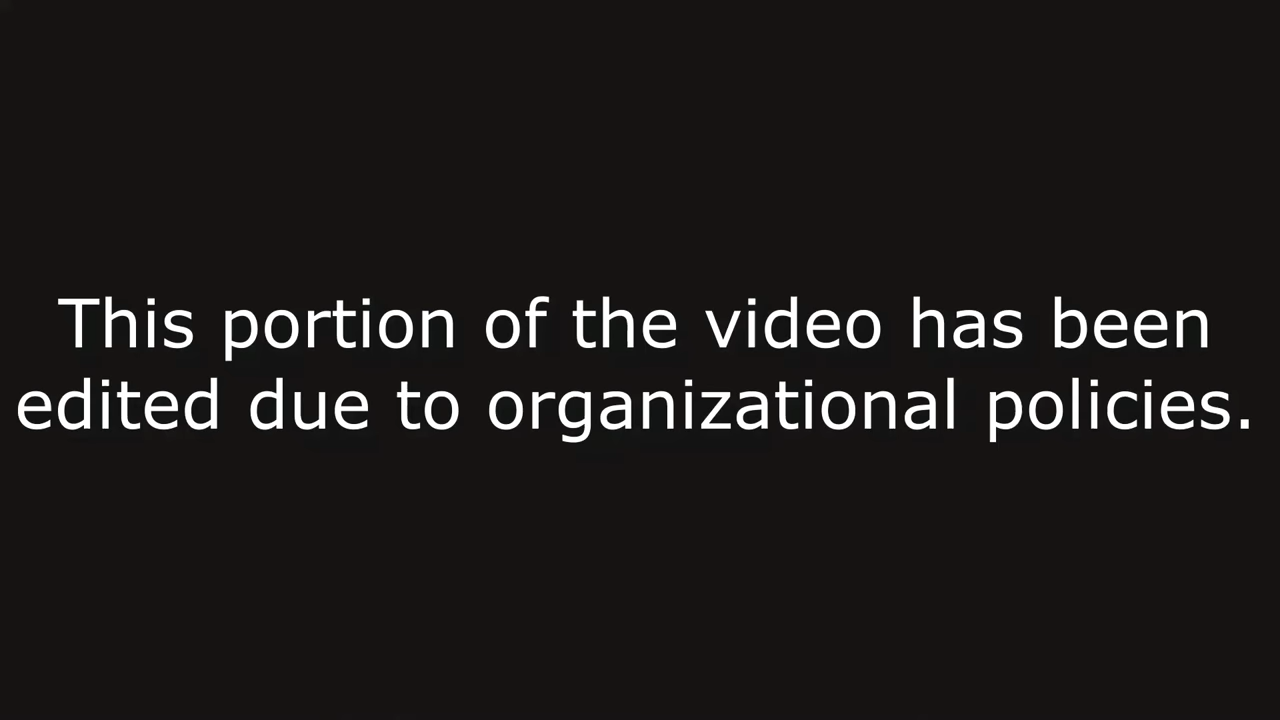 This portion of the video has been
edited due to organizational policies.